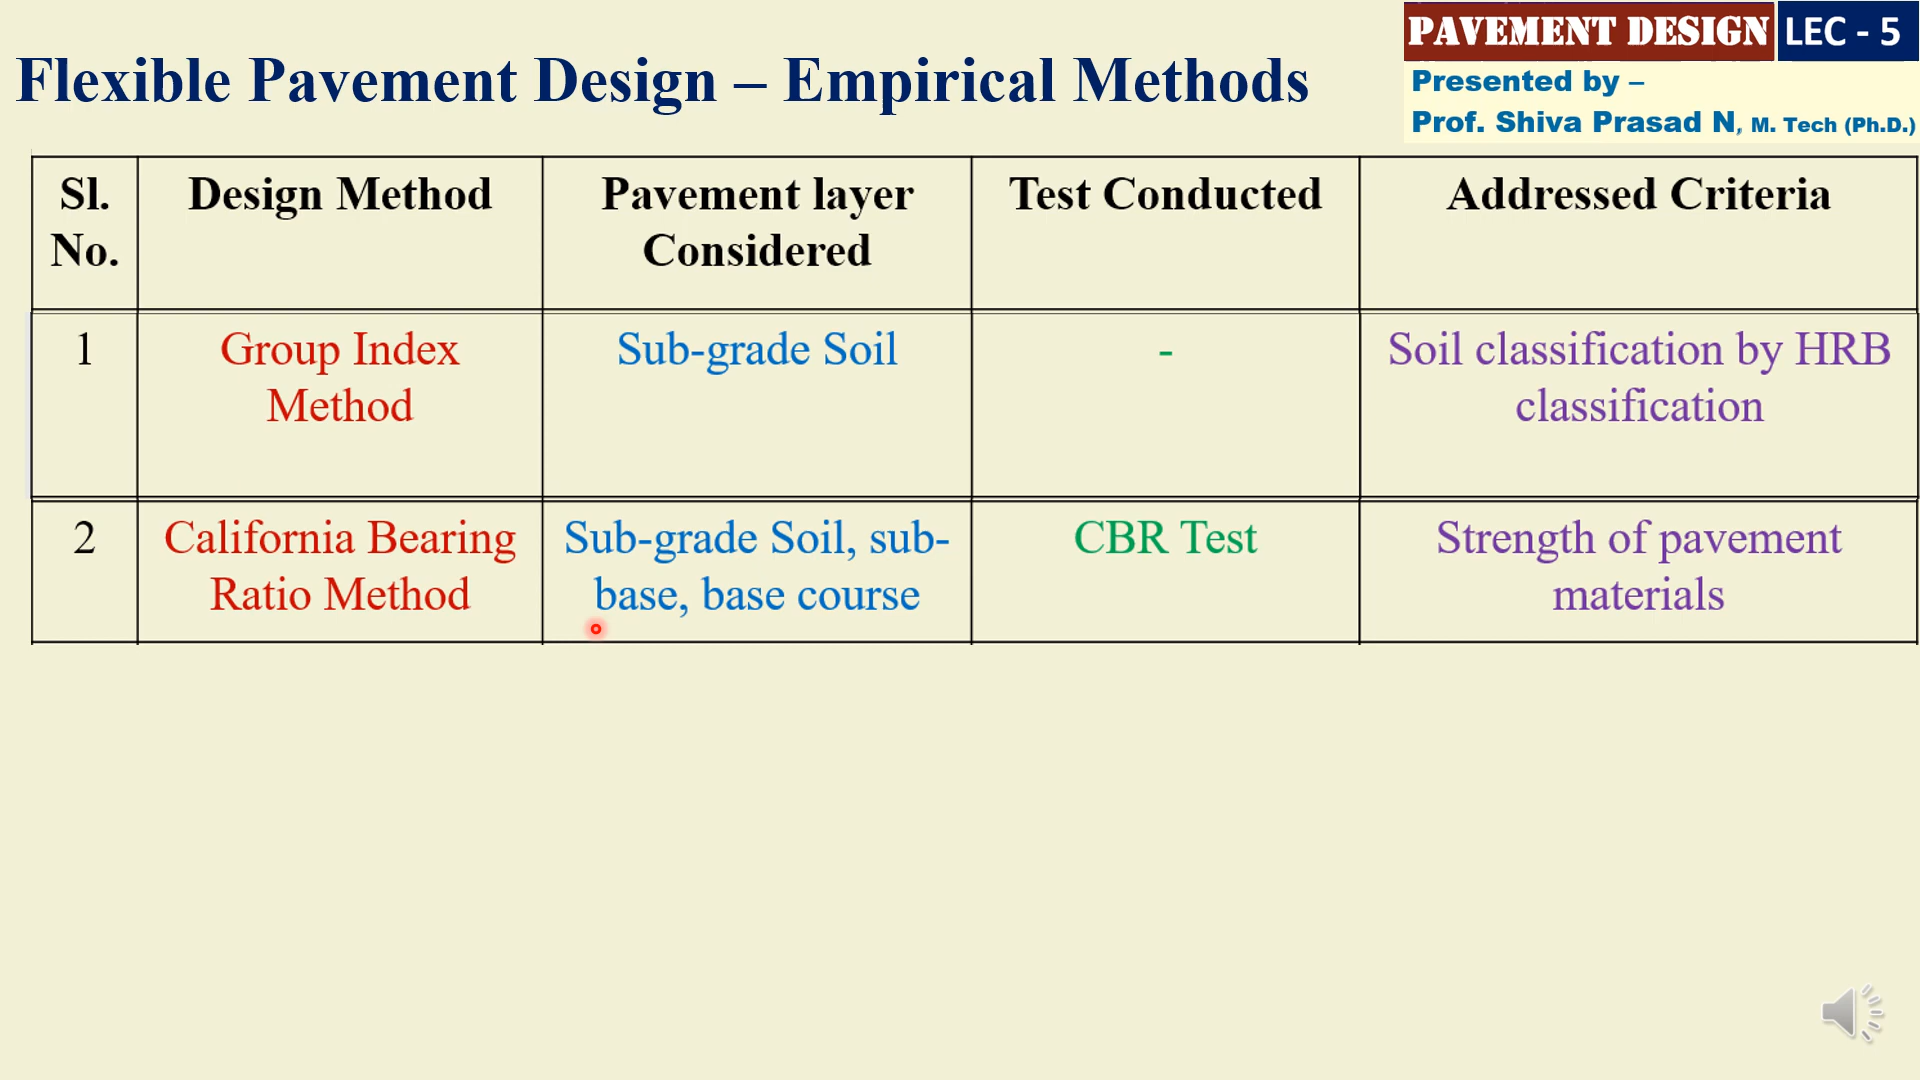 PAVEMENT DESIGN LEC - 5
Flexible Pavement Design – Empirical Methods
Presented by –
Prof. Shiva Prasad N, M. Tech (Ph.D.)
Sl. No.
Design Method
Pavement layer
Considered
Test Conducted
Addressed Criteria
1
Group Index
Method
Sub-grade Soil
-
Soil classification by HRB
classification
2
California Bearing
Ratio Method
Sub-grade Soil, sub-
base, base course
CBR Test
Strength of pavement
materials